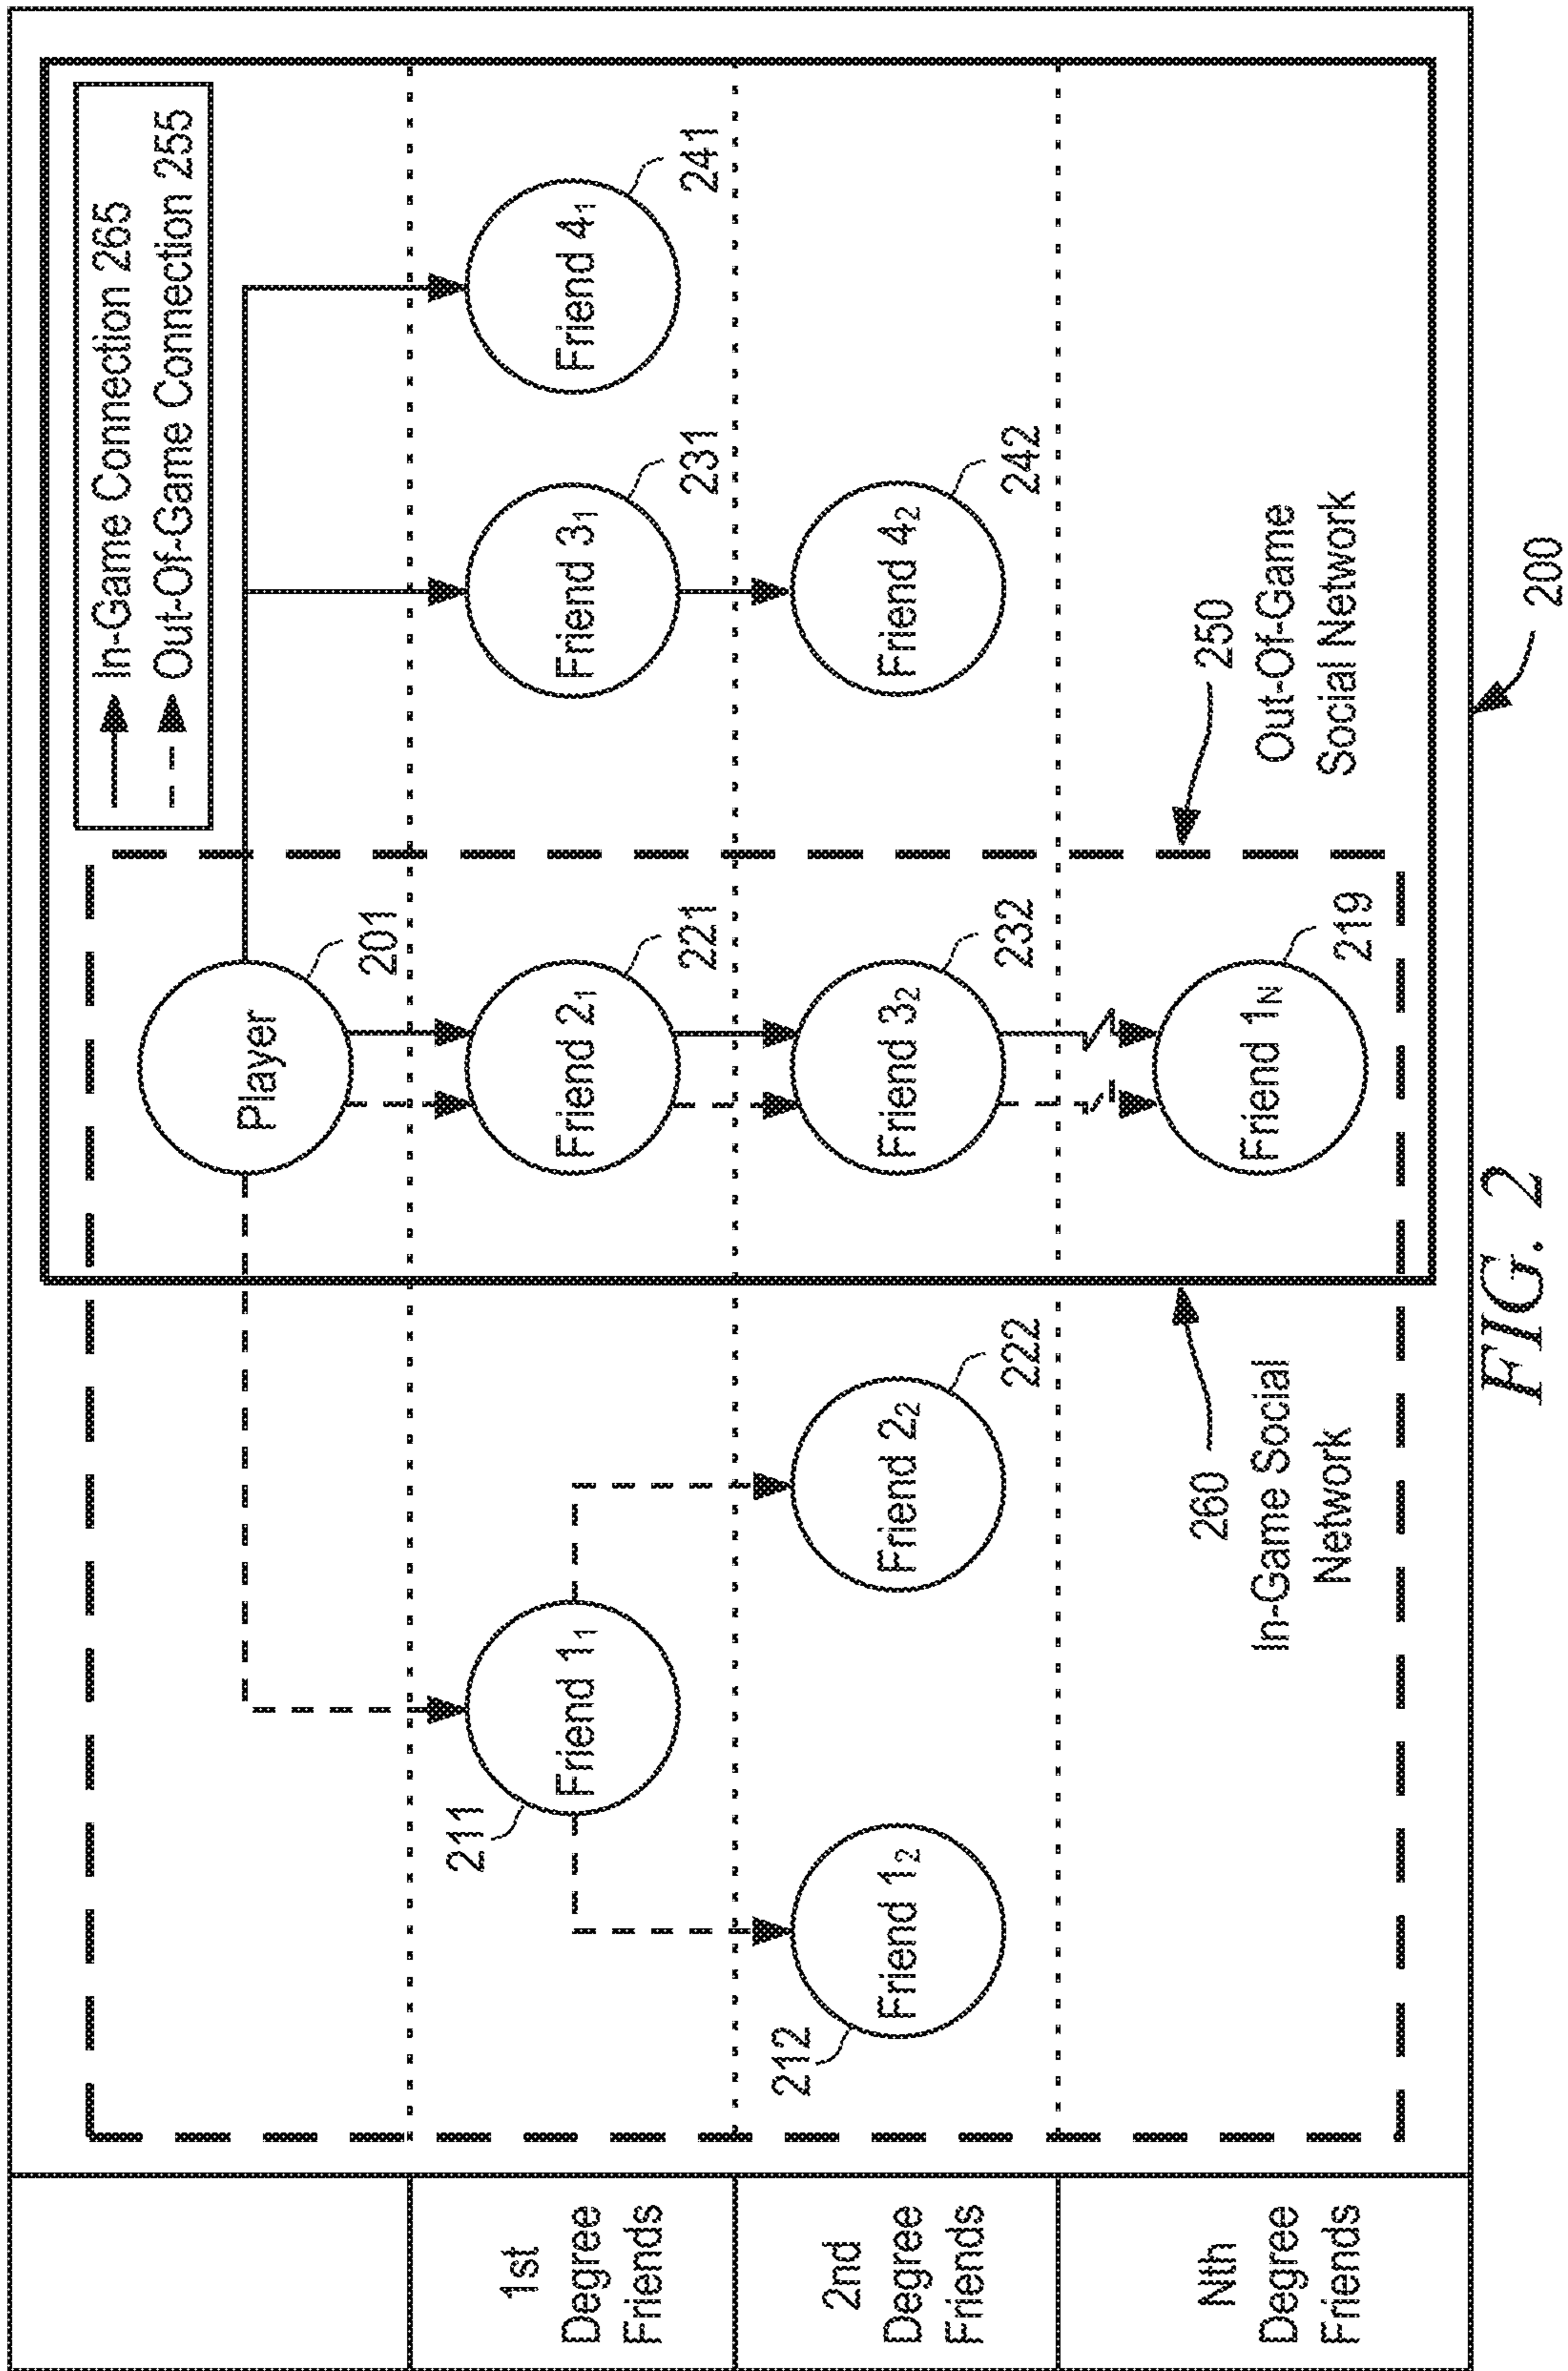 In-Game Connection 265
Out-Of-Game Connection 255
Player
201
1st
Degree
Friends
211
Friend 1₁
Friend 2₁
221
Friend 3₁
231
Friend 4₁
241
2nd
Degree
Friends
212
Friend 1₂
Friend 2₂
222
Friend 3₂
232
Friend 4₂
242
Nth
Degree
Friends
260
In-Game Social
Network
Friend 1N
219
250
Out-Of-Game
Social Network
200
FIG. 2